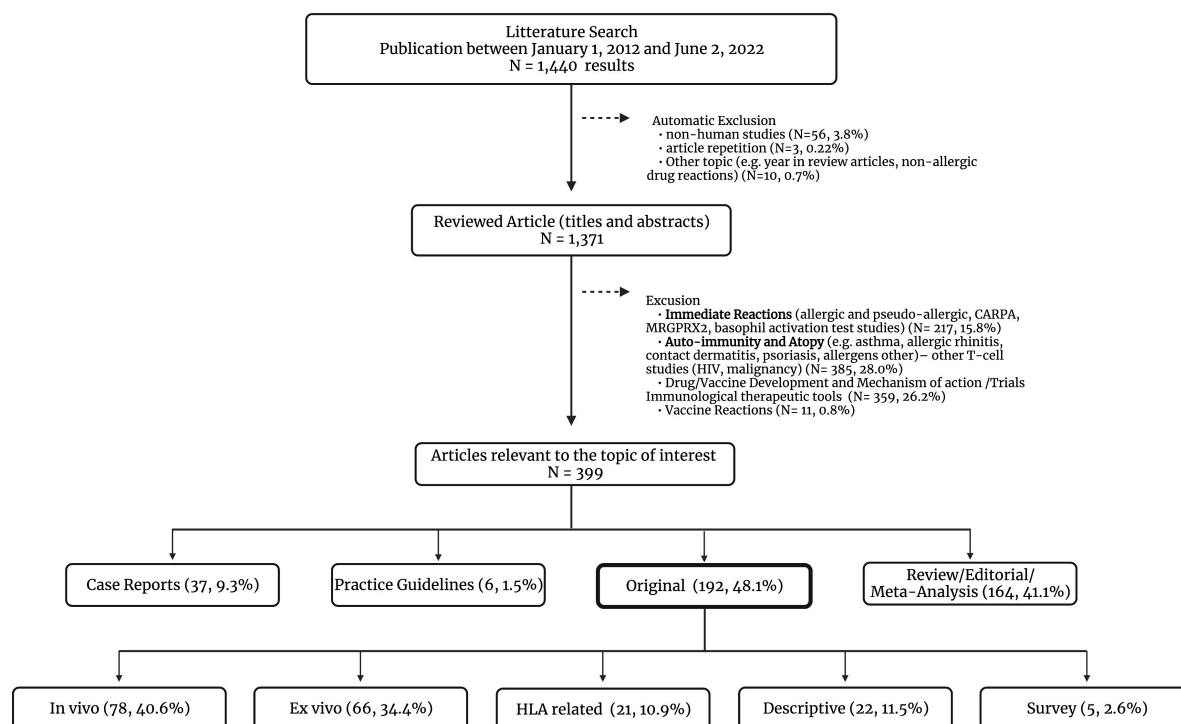 Litterature Search
Publication between January 1, 2012 and June 2, 2022
N = 1,440 results
Automatic Exclusion
• non-human studies (N=56, 3.8%)
• article repetition (N=3, 0.22%)
• Other topic (e.g. year in review articles, non-allergic
drug reactions) (N=10, 0.7%)
Reviewed Article (titles and abstracts)
N = 1,371
Excusion
• Immediate Reactions (allergic and pseudo-allergic, CARPA,
MRGPRX2, basophil activation test studies) (N= 217, 15.8%)
• Auto-immunity and Atopy (e.g. asthma, allergic rhinitis,
contact dermatitis, psoriasis, allergens other)– other T-cell
studies (HIV, malignancy) (N= 385, 28.0%)
• Drug/Vaccine Development and Mechanism of action /Trials
Immunological therapeutic tools (N= 359, 26.2%)
• Vaccine Reactions (N= 11, 0.8%)
Articles relevant to the topic of interest
N = 399
Case Reports (37, 9.3%)
Practice Guidelines (6, 1.5%)
Original (192, 48.1%)
Review/Editorial/
Meta-Analysis (164, 41.1%)
In vivo (78, 40.6%)
Ex vivo (66, 34.4%)
HLA related (21, 10.9%)
Descriptive (22, 11.5%)
Survey (5, 2.6%)